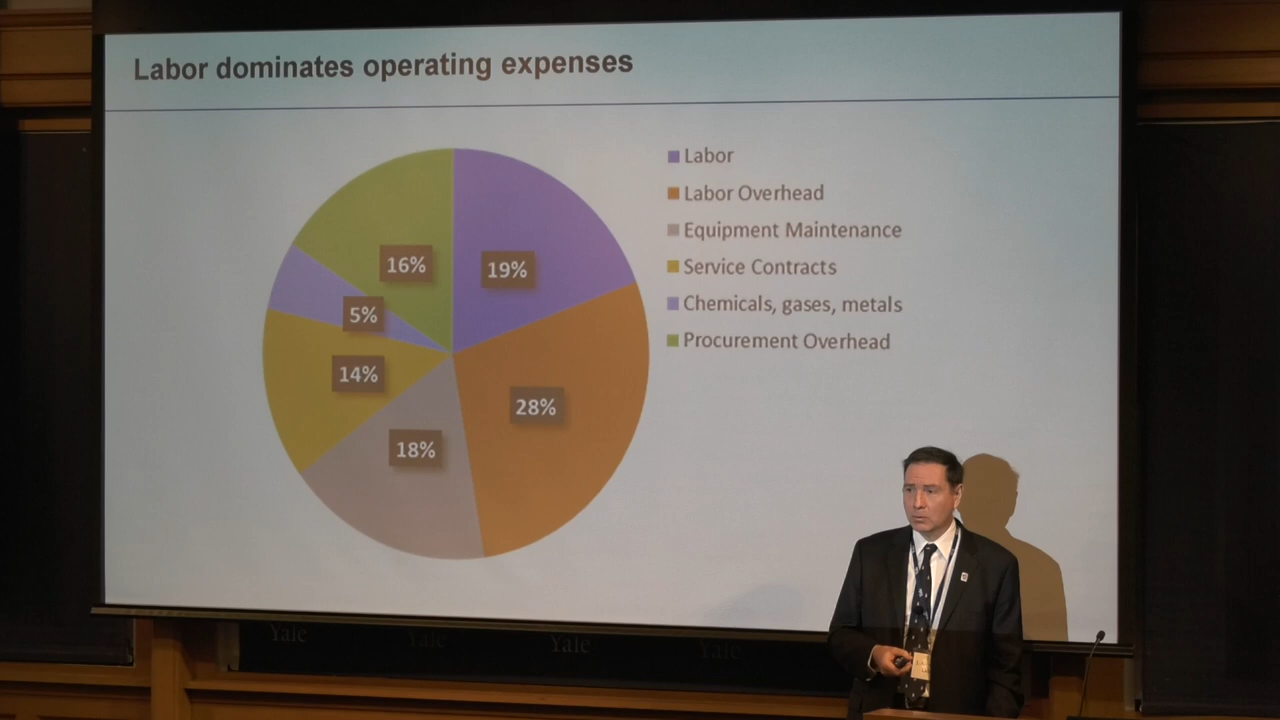 Labor dominates operating expenses
Labor
Labor Overhead
Equipment Maintenance
Service Contracts
Chemicals, gases, metals
Procurement Overhead
16%
19%
5%
14%
28%
18%
Yale
Yale
Yale
Yale